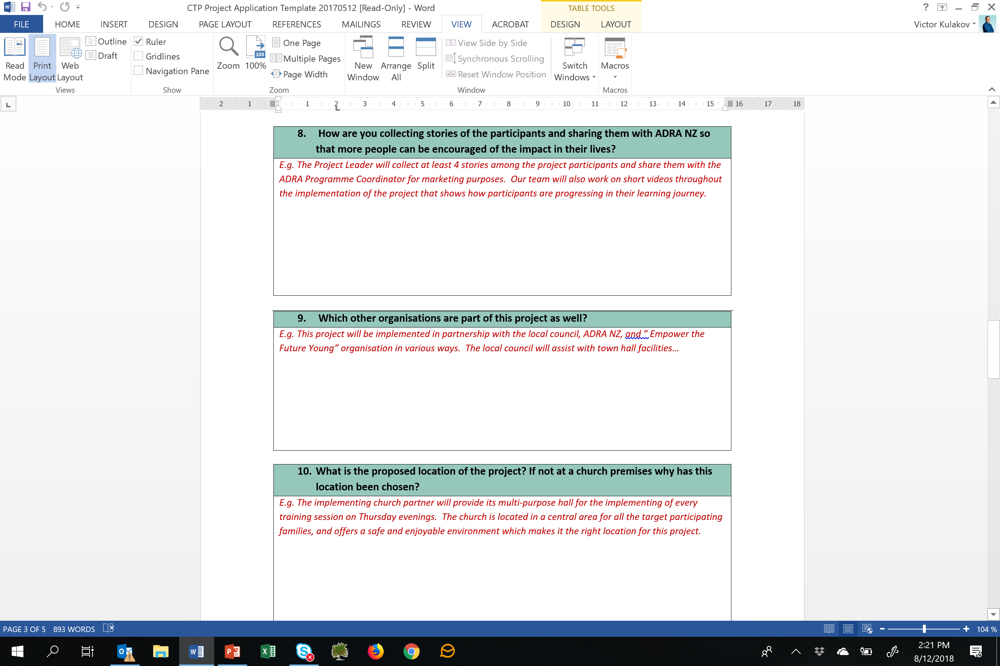 CTP Project Application Template 20170512 [Read-Only] - Word
TABLE TOOLS
?
FILE HOME INSERT DESIGN PAGE LAYOUT REFERENCES MAILINGS REVIEW VIEW ACROBAT DESIGN LAYOUT Victor Kulakov
Read Mode
Print Layout
Web Layout
Outline
Draft
Views
Ruler
Gridlines
Navigation Pane
Show
Zoom
100
100%
One Page
Multiple Pages
Page Width
Zoom
New Window
Arrange All
Split
View Side by Side
Synchronous Scrolling
Reset Window Position
Window
Switch Windows
Macros
Macros
2 1 1 2 3 4 5 6 7 8 9 10 11 12 13 14 15 16 17 18
8. How are you collecting stories of the participants and sharing them with ADRA NZ so
that more people can be encouraged of the impact in their lives?
E.g. The Project Leader will collect at least 4 stories among the project participants and share them with the
ADRA Programme Coordinator for marketing purposes.  Our team will also work on short videos throughout
the implementation of the project that shows how participants are progressing in their learning journey.
9. Which other organisations are part of this project as well?
E.g. This project will be implemented in partnership with the local council, ADRA NZ, and ” Empower the
Future Young” organisation in various ways.  The local council will assist with town hall facilities…
10. What is the proposed location of the project? If not at a church premises why has this
location been chosen?
E.g. The implementing church partner will provide its multi-purpose hall for the implementing of every
training session on Thursday evenings.  The church is located in a central area for all the target participating
families, and offers a safe and enjoyable environment which makes it the right location for this project.
PAGE 3 OF 5 893 WORDS
104 %
2:21 PM
8/12/2018